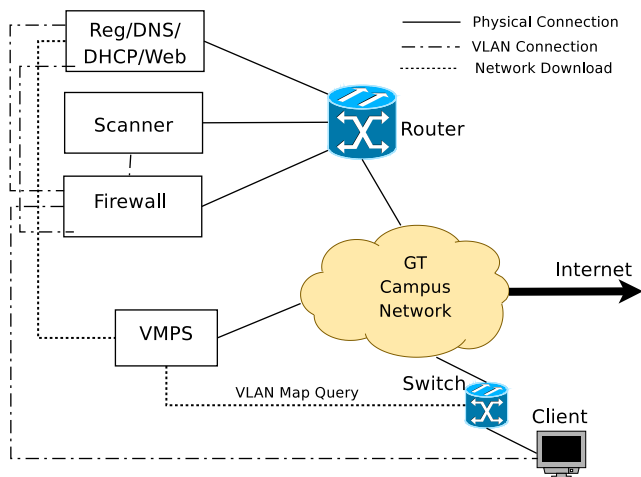 Reg/DNS/
DHCP/Web
Physical Connection
VLAN Connection
Network Download
Scanner
Router
Firewall
GT
Campus
Network
Internet
VMPS
VLAN Map Query
Switch
Client